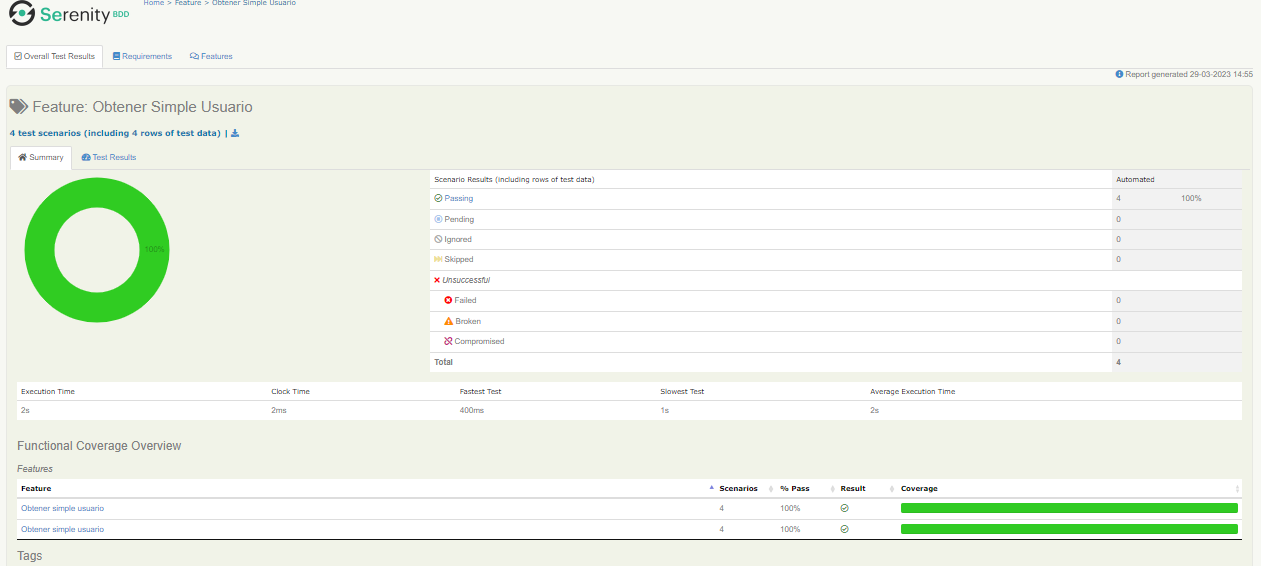 Serenity BDD
Home > Feature > Obtener Simple Usuario
Overall Test Results Requirements Features
Report generated 29-03-2023 14:55
Feature: Obtener Simple Usuario
4 test scenarios (including 4 rows of test data) |
Summary Test Results
100%
Scenario Results (including rows of test data) Automated
Passing 4 100%
Pending 0
Ignored 0
Skipped 0
Unsuccessful
Failed 0
Broken 0
Compromised 0
Total 4
Execution Time Clock Time Fastest Test Slowest Test Average Execution Time
2s 2ms 400ms 1s 2s
Functional Coverage Overview
Features
Feature Scenarios % Pass Result Coverage
Obtener simple usuario 4 100%
Obtener simple usuario 4 100%
Tags